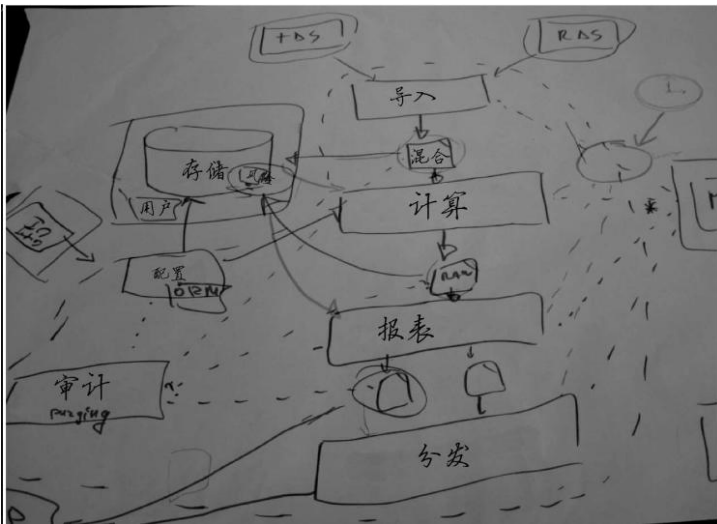 TDS
RDS
导入
混合
存储
风险
用户
计算
配置
ORM
RAW
报表
审计
purging
分发